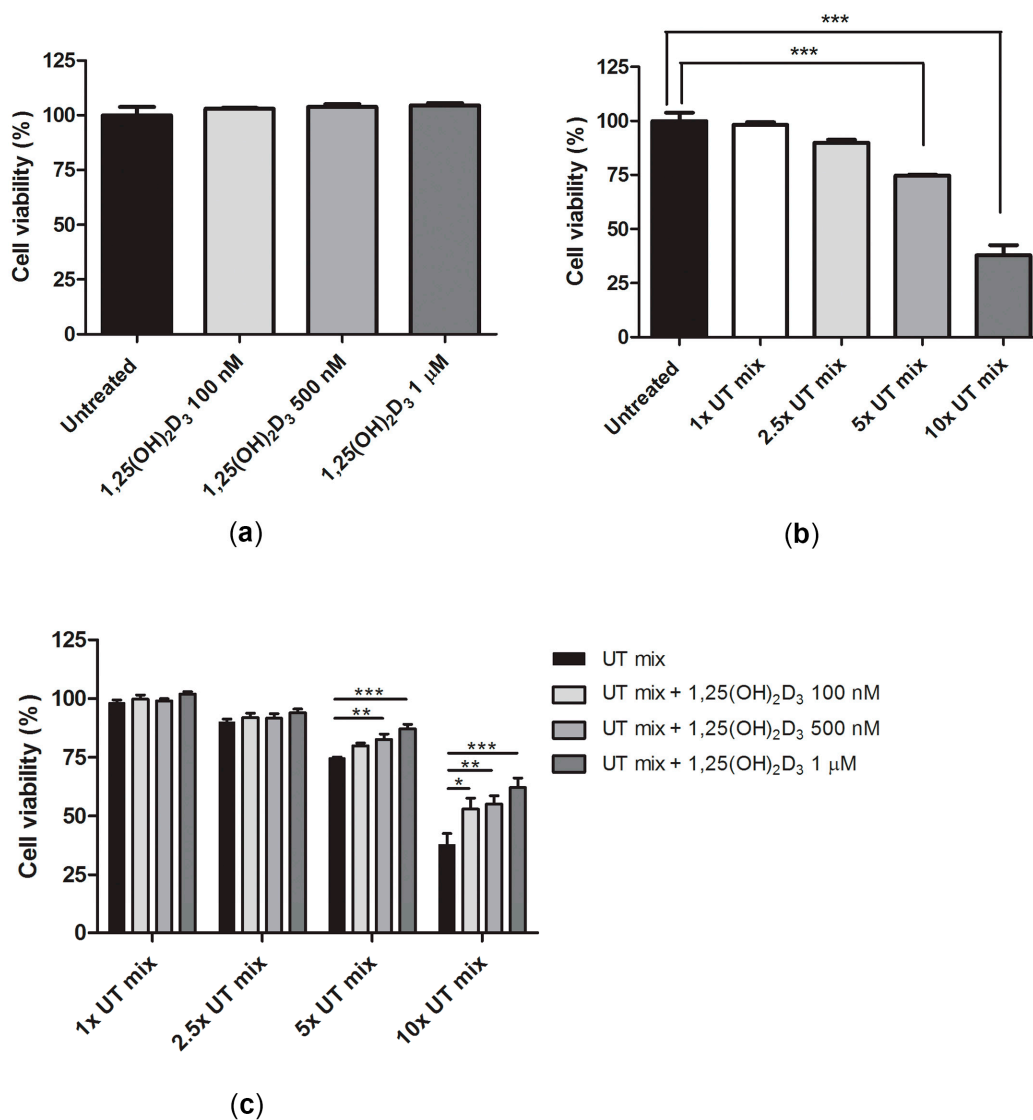 Cell viability (%)
125
100
75
50
25
0
Untreated
1,25(OH)₂D₃ 100 nM
1,25(OH)₂D₃ 500 nM
1,25(OH)₂D₃ 1 μM
(a)
***
***
Cell viability (%)
125
100
75
50
25
0
Untreated
1x UT mix
2.5x UT mix
5x UT mix
10x UT mix
(b)
Cell viability (%)
125
100
75
50
25
0
***
**
***
**
*
1x UT mix
2.5x UT mix
5x UT mix
10x UT mix
UT mix
UT mix + 1,25(OH)₂D₃ 100 nM
UT mix + 1,25(OH)₂D₃ 500 nM
UT mix + 1,25(OH)₂D₃ 1 μM
(c)